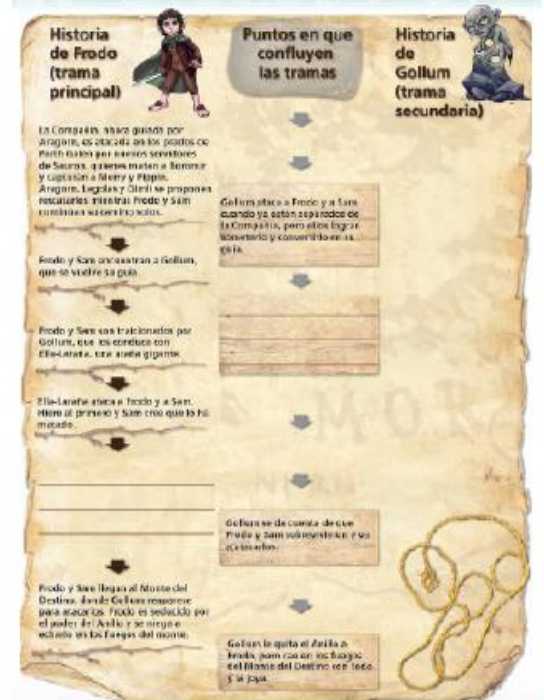 Historia
de Frodo
(trama
principal)
Puntos en que
confluyen
las tramas
Historia
de
Gollum
(trama
secundaria)
La Compañía, ahora guiada por
Aragorn, es atacada en los prados de
Parth Galen por nuevos servidores
de Sauron, quienes matan a Boromir
y capturan a Merry y Pippin.
Aragorn, Legolas y Gimli se proponen
rescatarlos mientras Frodo y Sam
continúan su camino solos.
Gollum ataca a Frodo y a Sam
cuando ya están separados de
la Compañía, pero ellos logran
someterlo y convertirlo en su
guía.
Frodo y Sam encuentran a Gollum,
que se vuelve su guía.
Frodo y Sam son traicionados por
Gollum, que los conduce con
Ella-Laraña, una araña gigante.
Ella-Laraña ataca a Frodo y a Sam.
Hiere al primero y Sam cree que lo ha
matado.
Gollum se da cuenta de que
Frodo y Sam sobrevivieron y va
a atacarlos.
Frodo y Sam llegan al Monte del
Destino, donde Gollum reaparece
para atacarlos. Frodo es seducido por
el poder del Anillo y se niega a
echarlo en los fuegos del monte.
Gollum le quita el Anillo a
Frodo, pero cae en los fuegos
del Monte del Destino con todo
y la joya.